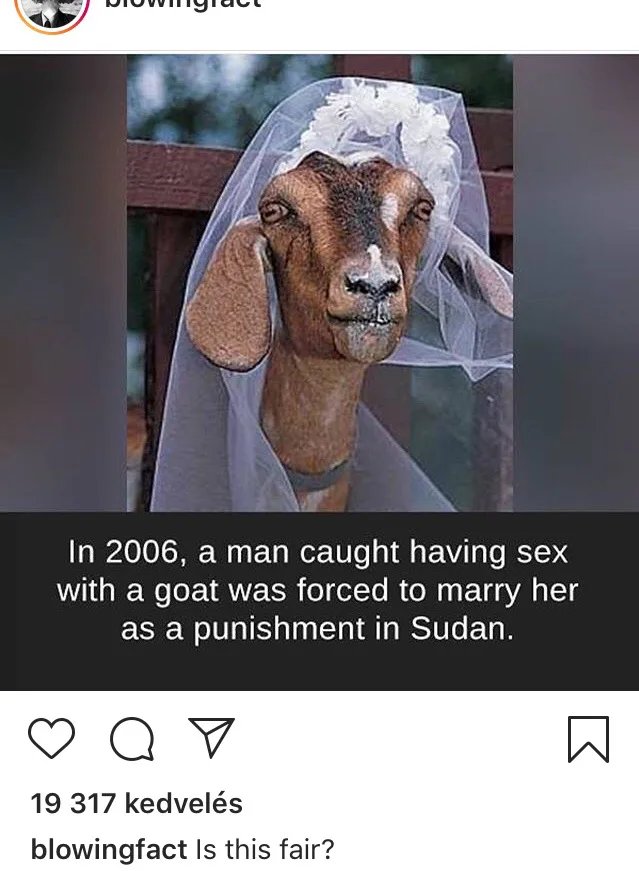 blowingfact
In 2006, a man caught having sex
with a goat was forced to marry her
as a punishment in Sudan.
19 317 kedvelés
blowingfact Is this fair?